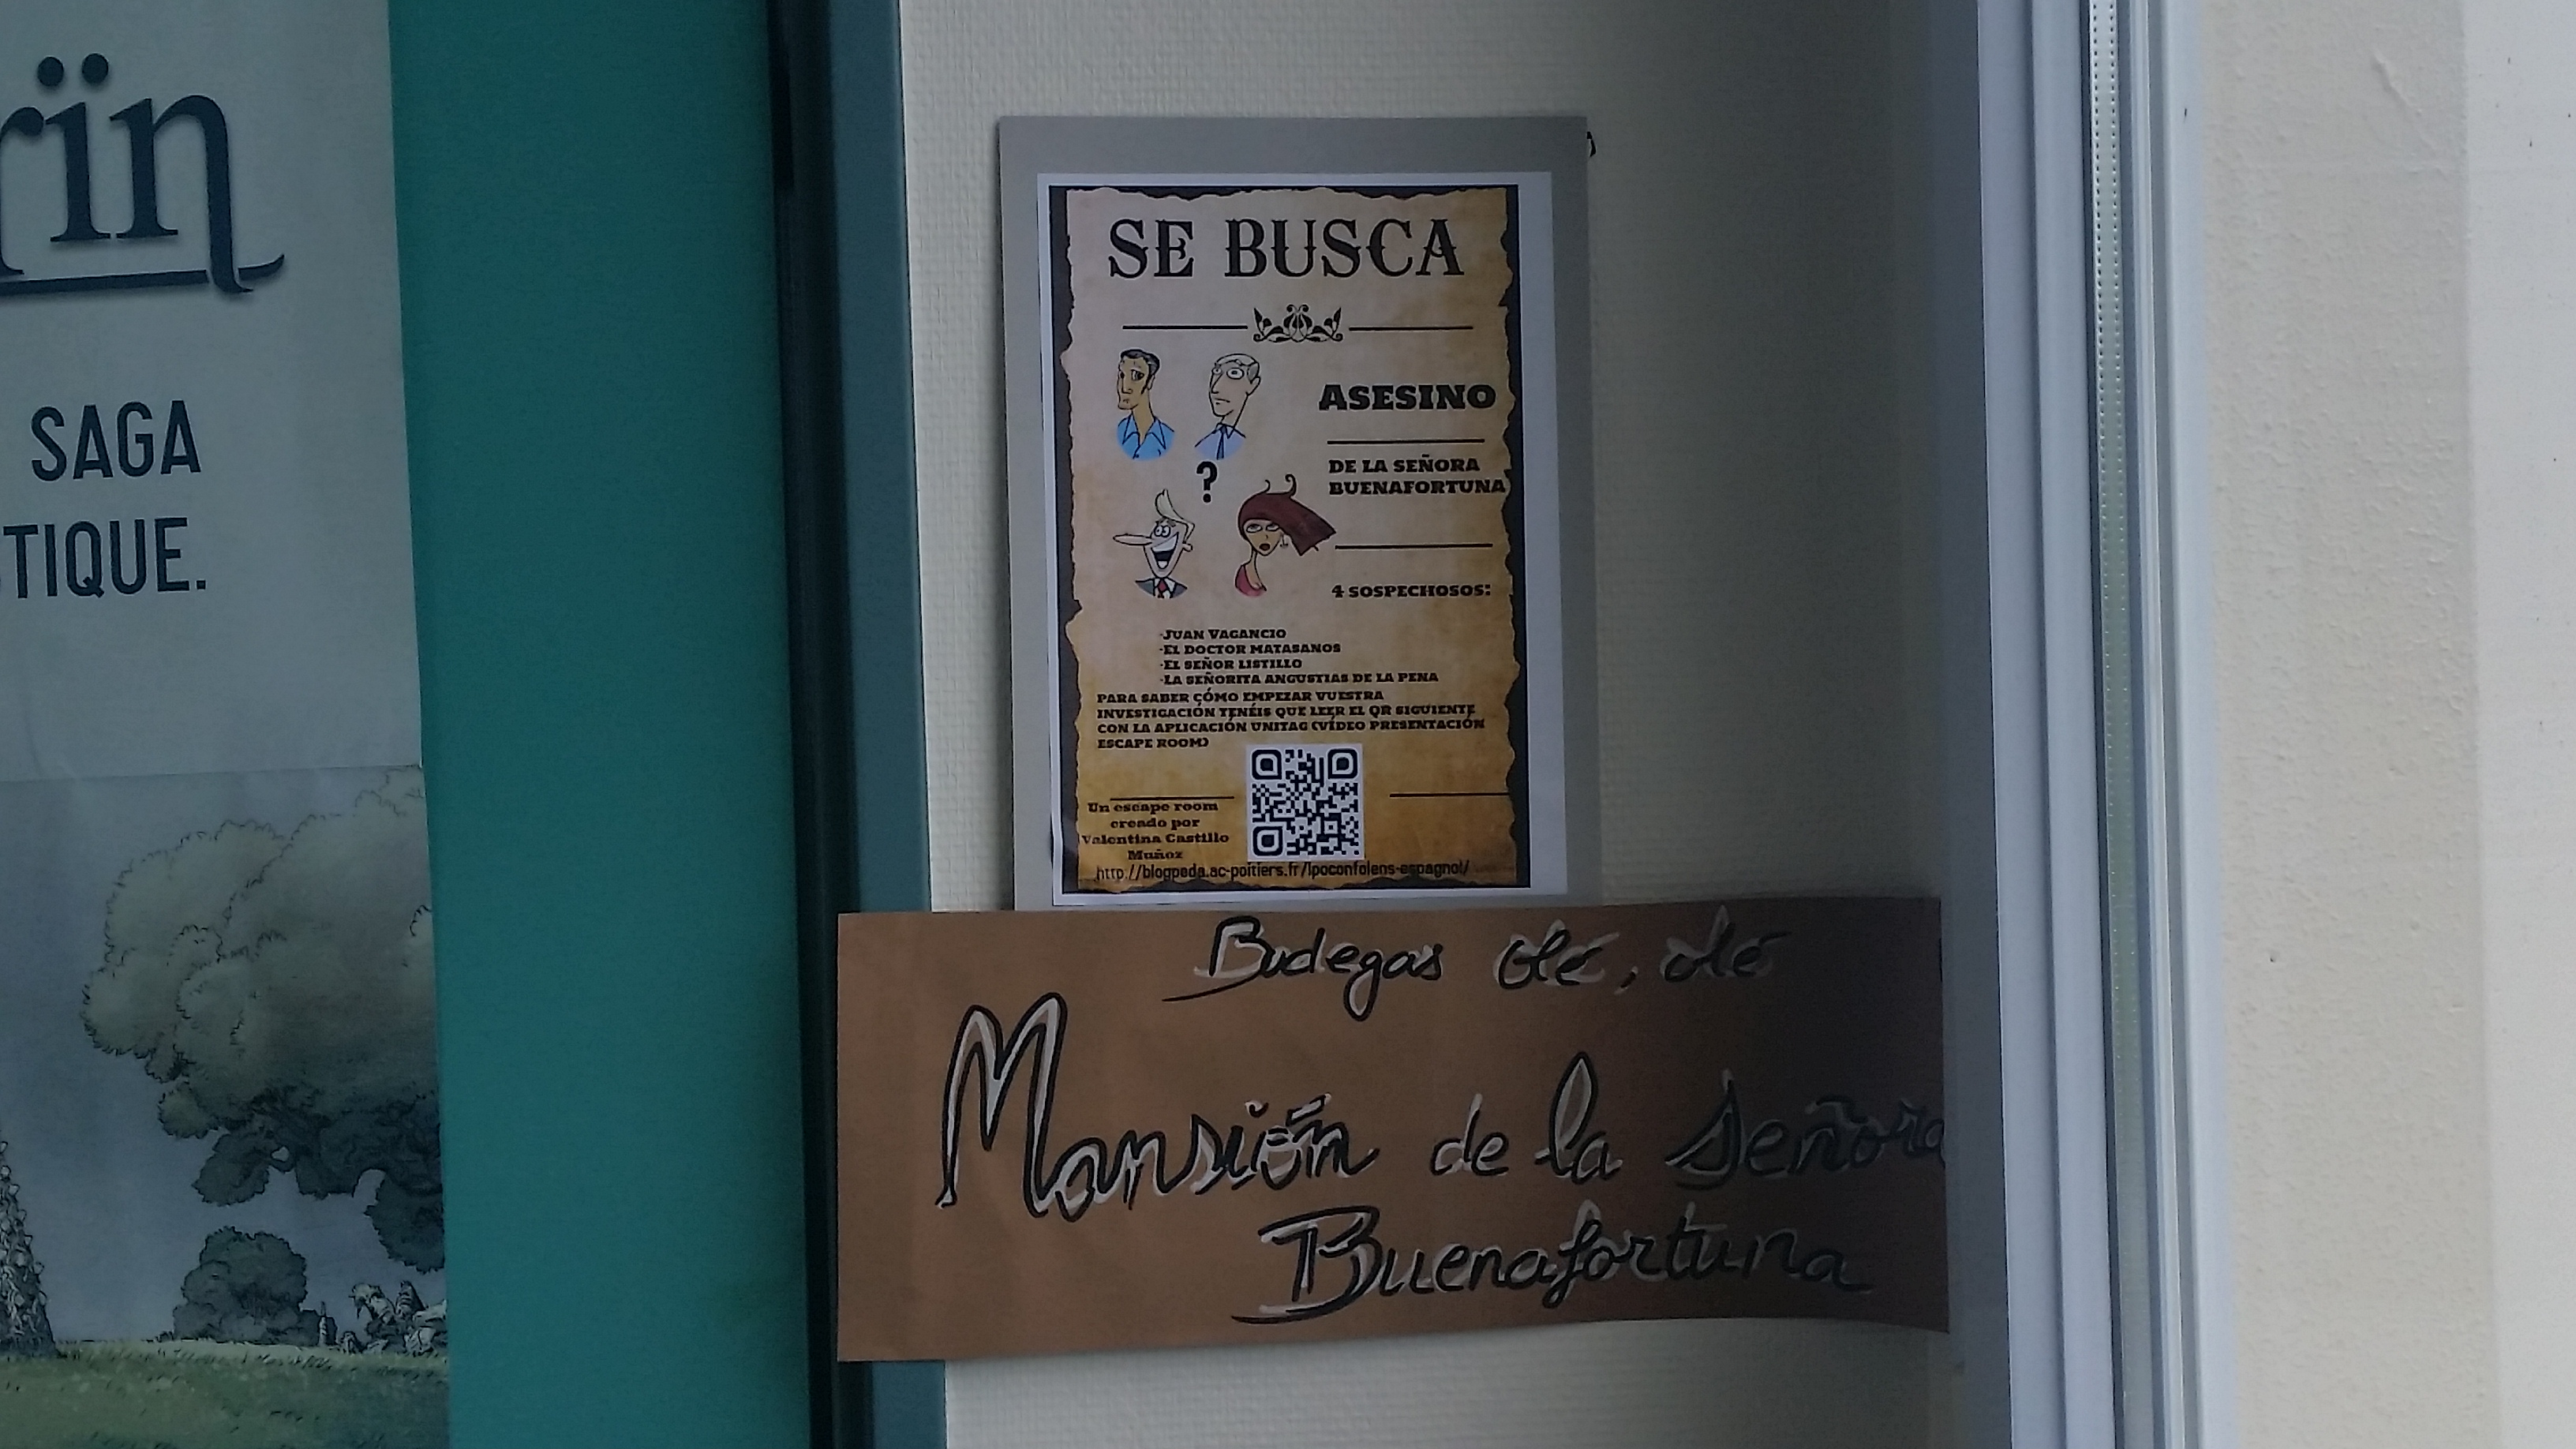 rïn
SAGA
TIQUE.
SE BUSCA
ASESINO
DE LA SEÑORA
BUENAFORTUNA
?
4 SOSPECHOSOS:
-JUAN VAGANCIO
-EL DOCTOR MATASANOS
-EL SEÑOR LISTILLO
-LA SEÑORITA ANGUSTIAS DE LA PENA
PARA SABER CÓMO EMPEZAR VUESTRA
INVESTIGACIÓN TENÉIS QUE LEER EL QR SIGUIENTE
CON LA APLICACIÓN UNITAG (VÍDEO PRESENTACIÓN
ESCAPE ROOM)
Un escape room
creado por
Valentina Castillo
Muñoz
http://blogpeda.ac-poitiers.fr/lpoconfolens-espagnol/
Bodegas olé, olé
Mansión de la Señora
Buenafortuna